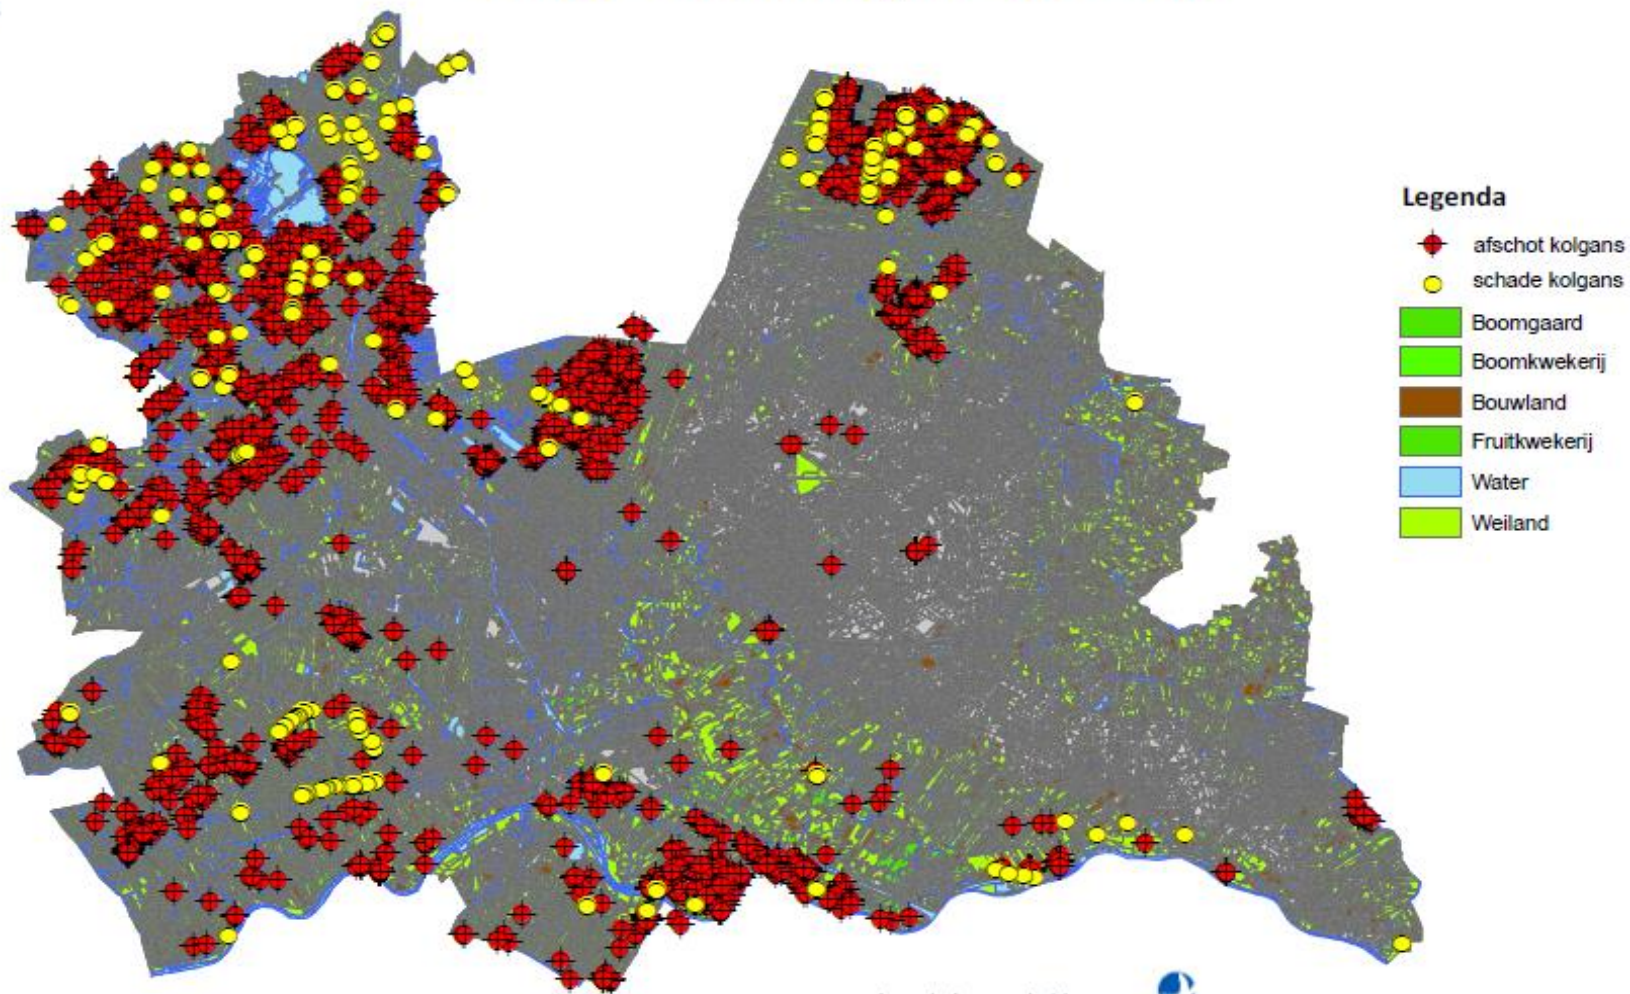 Legenda
afschot kolgans
schade kolgans
Boomgaard
Boomkwekerij
Bouwland
Fruitkwekerij
Water
Weiland